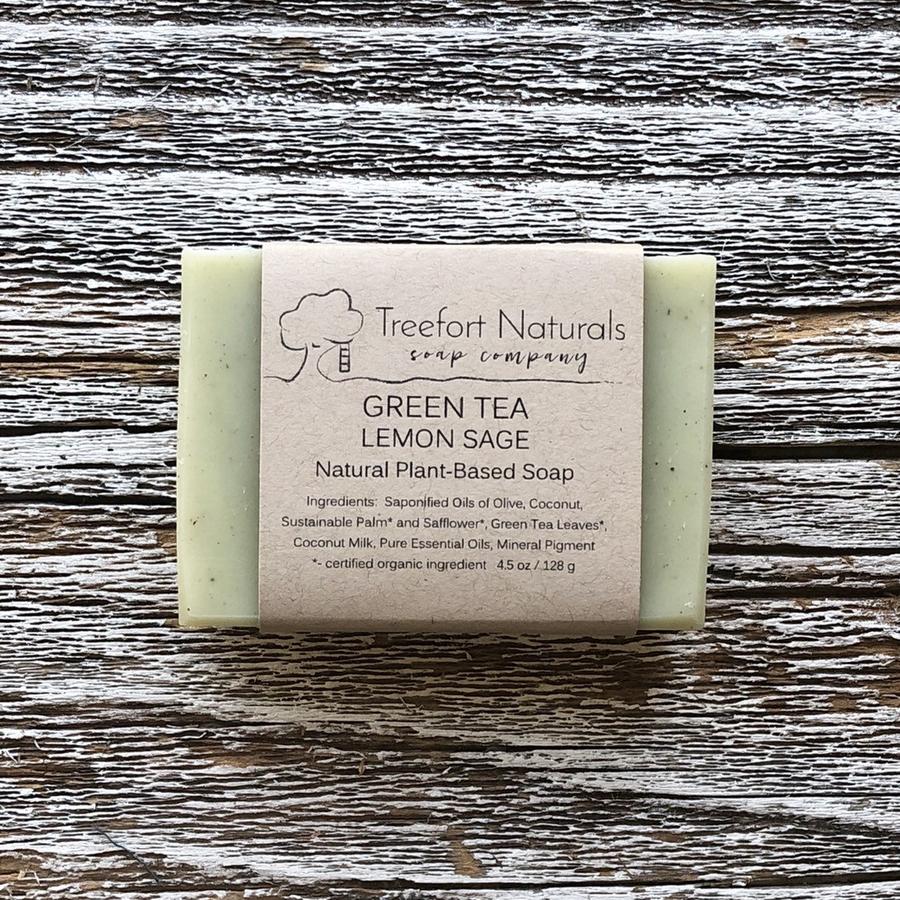 Treefort Naturals
soap company
GREEN TEA
LEMON SAGE
Natural Plant-Based Soap
Ingredients: Saponified Oils of Olive, Coconut,
Sustainable Palm* and Safflower*, Green Tea Leaves*,
Coconut Milk, Pure Essential Oils, Mineral Pigment
*- certified organic ingredient 4.5 oz / 128 g